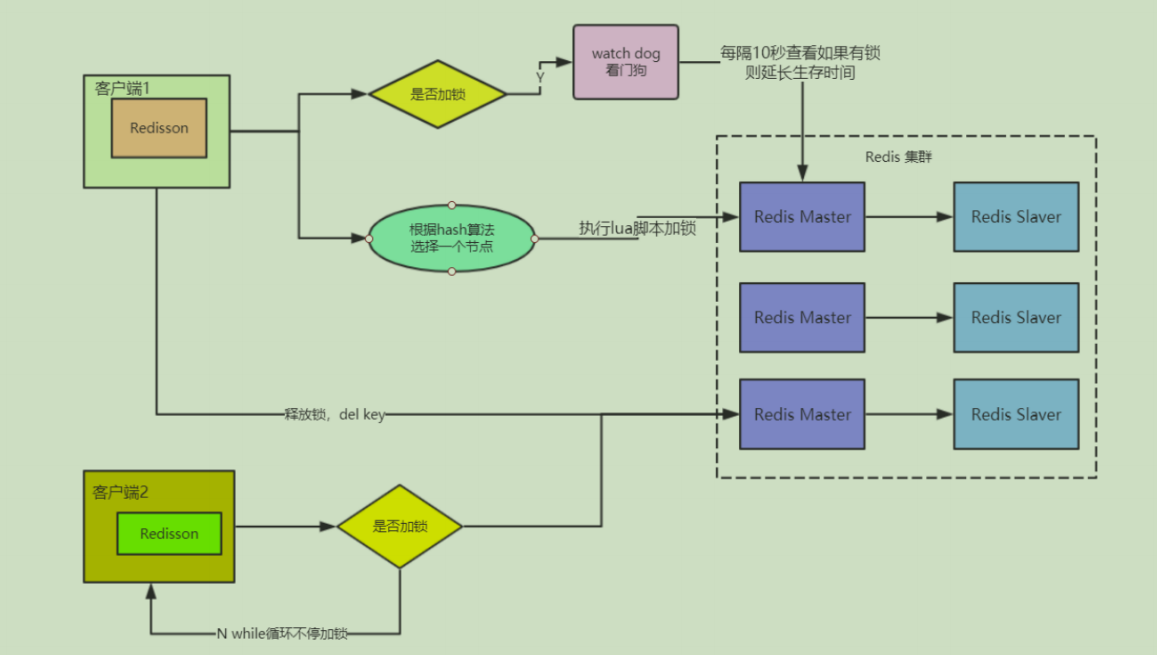 watch dog
看门狗
每隔10秒查看如果有锁
则延长生存时间
客户端1
Redisson
是否加锁
Y
Redis 集群
根据hash算法
选择一个节点
执行lua脚本加锁
Redis Master
Redis Slaver
Redis Master
Redis Slaver
释放锁，del key
Redis Master
Redis Slaver
客户端2
Redisson
是否加锁
N while循环不停加锁